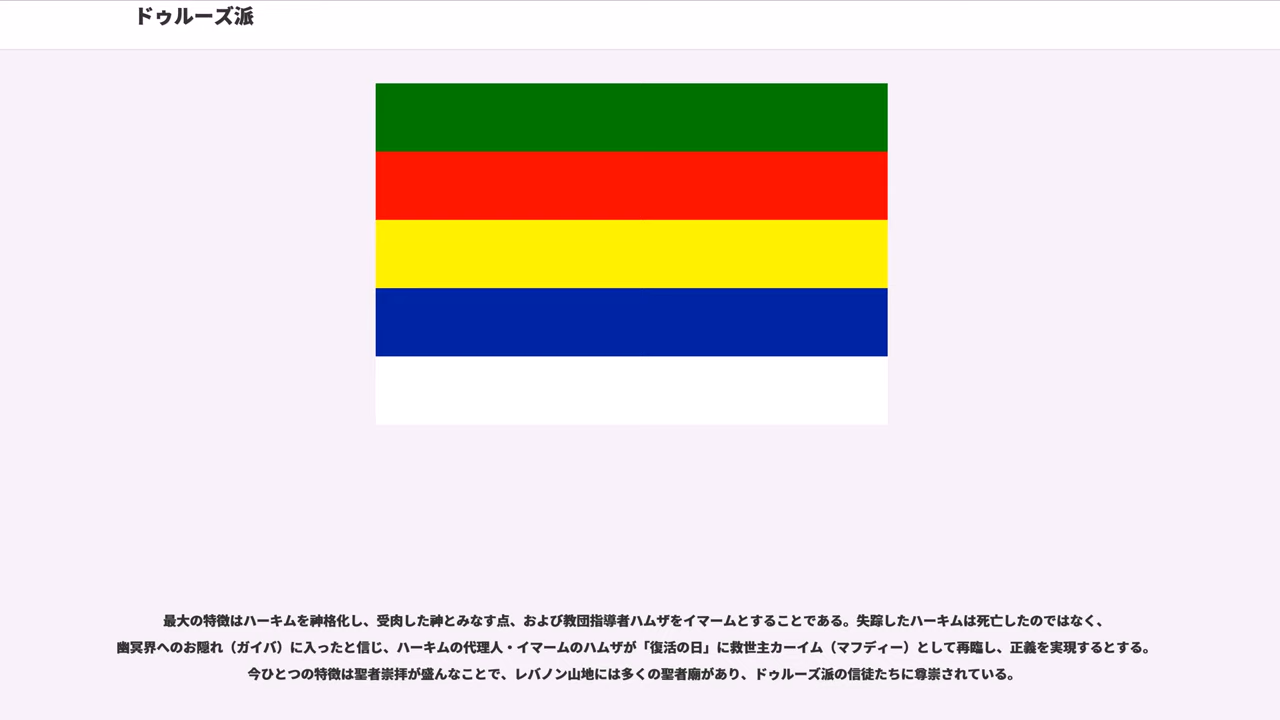 ドゥルーズ派
最大の特徴はハーキムを神格化し、受肉した神とみなす点、および教団指導者ハムザをイマームとすることである。失踪したハーキムは死亡したのではなく、
幽冥界へのお隠れ（ガイバ）に入ったと信じ、ハーキムの代理人・イマームのハムザが「復活の日」に救世主カーイム（マフディー）として再臨し、正義を実現するとする。
今ひとつの特徴は聖者崇拝が盛んなことで、レバノン山地には多くの聖者廟があり、ドゥルーズ派の信徒たちに尊崇されている。